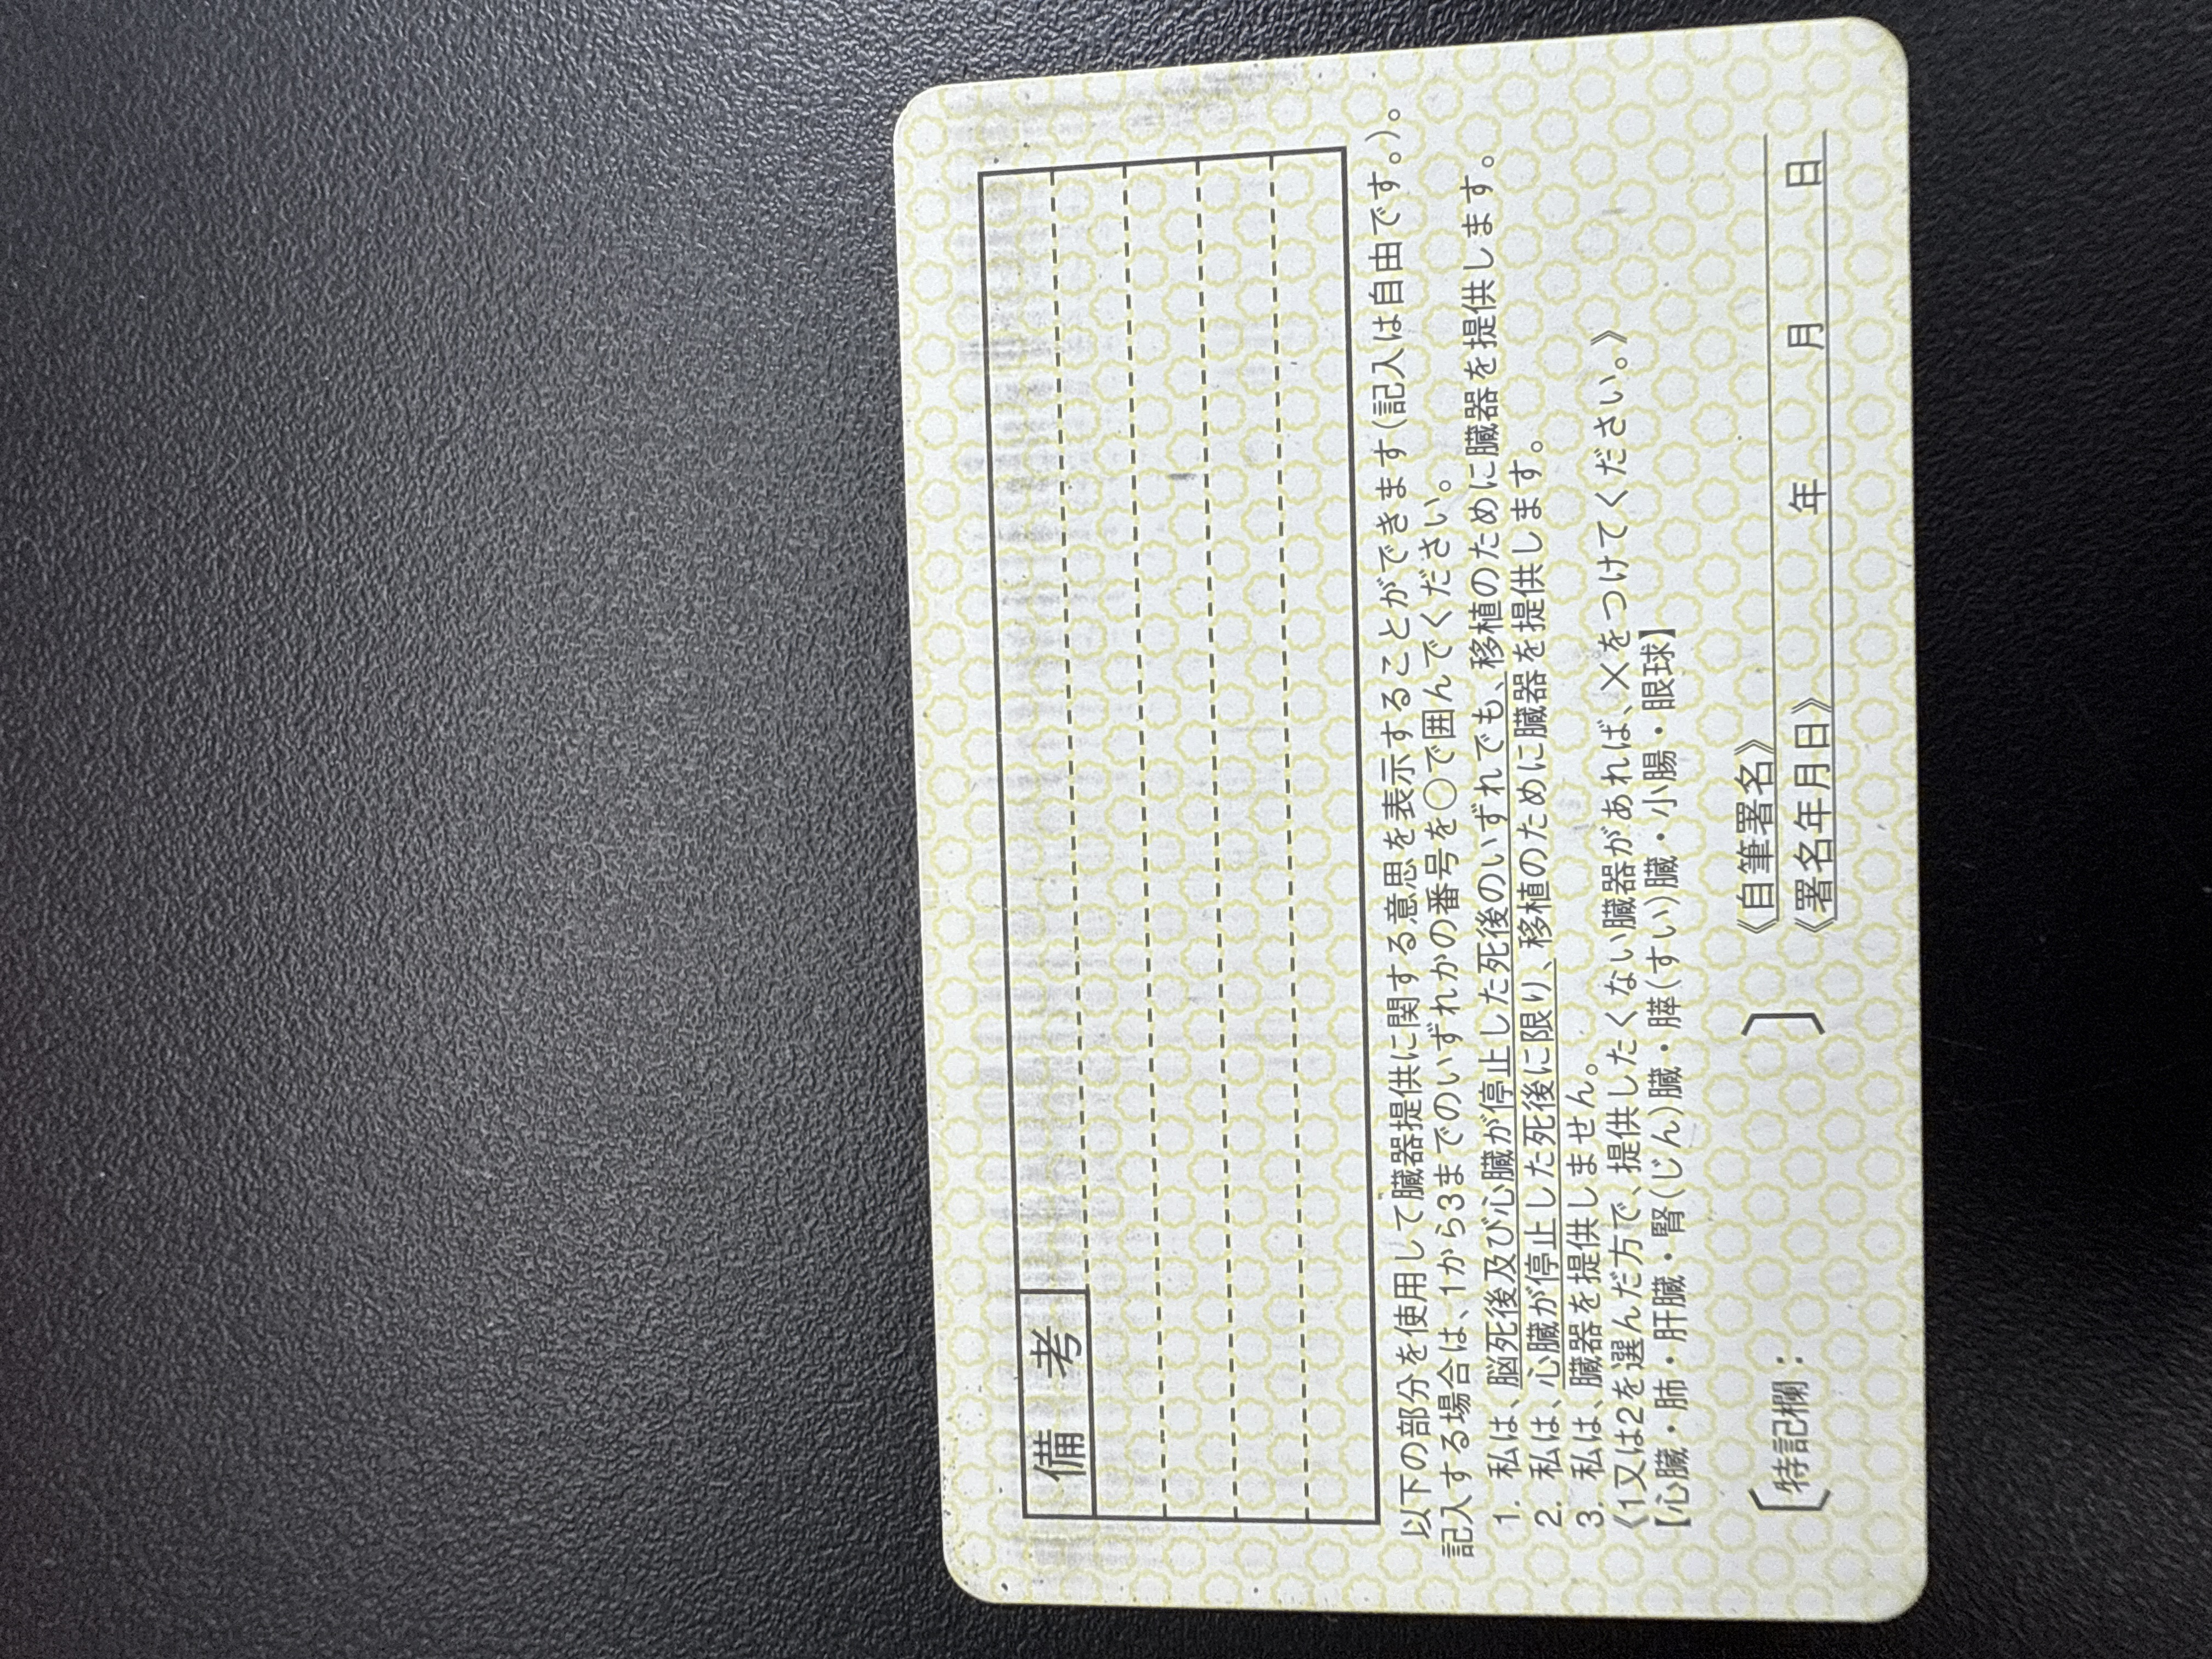 備考
以下の部分を使用して臓器提供に関する意思を表示することができます(記入は自由です。)。
記入する場合は、1から3までのいずれかの番号を○で囲んでください。
1. 私は、脳死後及び心臓が停止した死後のいずれでも、移植のために臓器を提供します。
2. 私は、心臓が停止した死後に限り、移植のために臓器を提供します。
3. 私は、臓器を提供しません。
《1又は2を選んだ方で、提供したくない臓器があれば、×をつけてください。》
【心臓・肺・肝臓・腎(じん)臓・膵(すい)臓・小腸・眼球】
〔特記欄: 〕
《自筆署名》
《署名年月日》 年 月 日